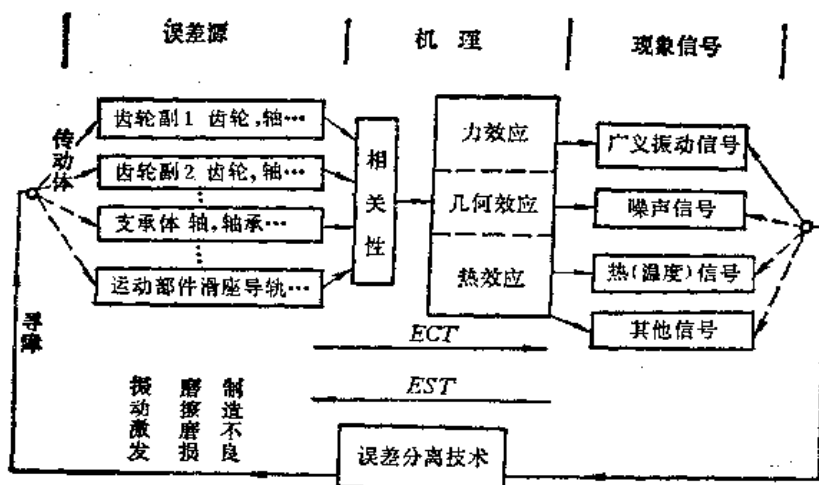 误差源
机理
现象信号
传动体
齿轮副1 齿轮,轴…
齿轮副2 齿轮,轴…
支承体 轴,轴承…
运动部件滑座导轨…
相关性
力效应
几何效应
热效应
广义振动信号
噪声信号
热(温度)信号
其他信号
ECT
EST
寻障
振动激发
磨擦磨损
制造不良
误差分离技术